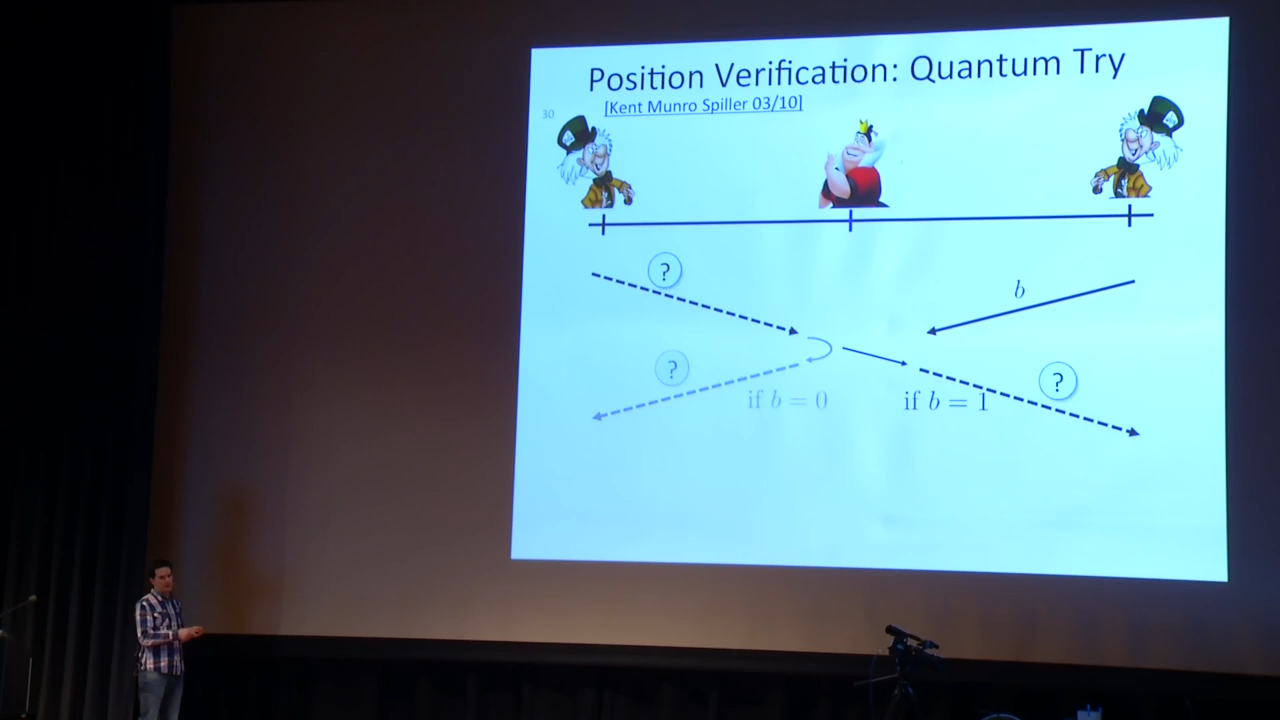 Position Verification: Quantum Try
[Kent Munro Spiller 03/10]
30
?
b
?
?
if b = 0
if b = 1